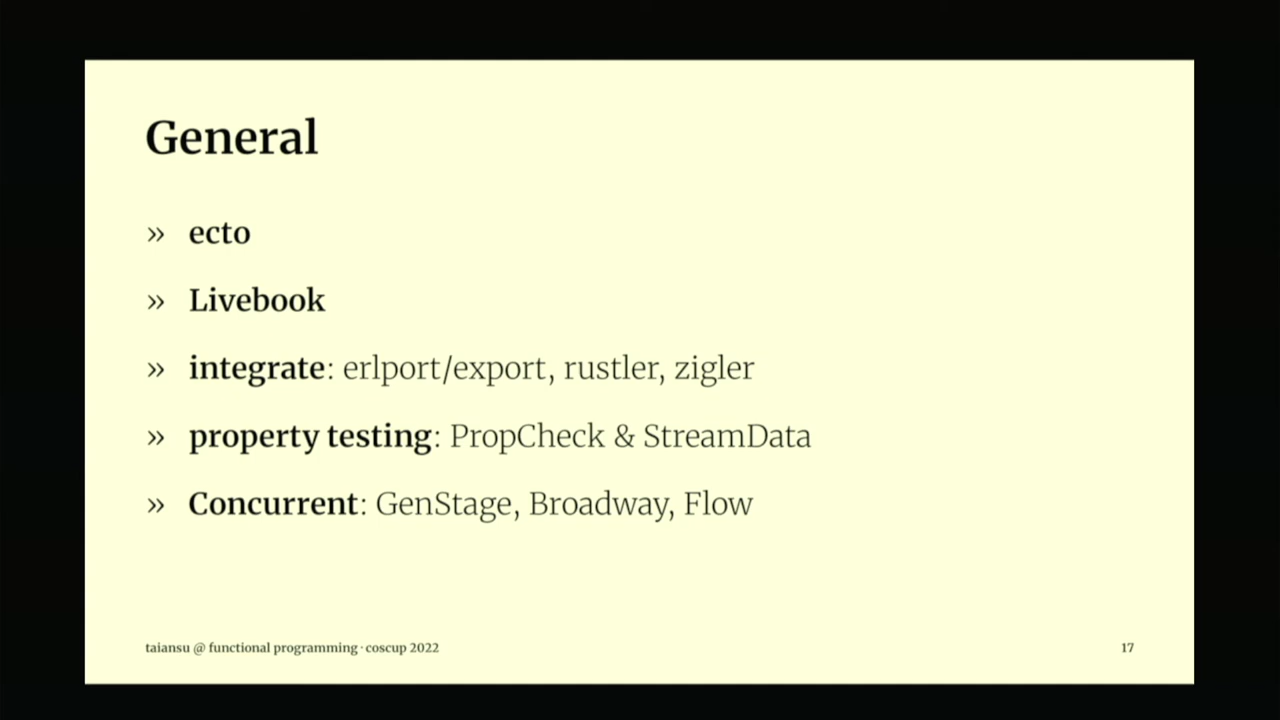 General
» ecto
» Livebook
» integrate: erlport/export, rustler, zigler
» property testing: PropCheck & StreamData
» Concurrent: GenStage, Broadway, Flow
taiansu @ functional programming · coscup 2022
17